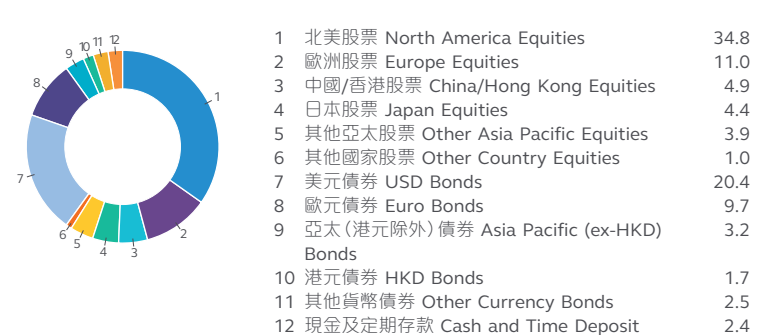 1 北美股票 North America Equities 34.8
2 歐洲股票 Europe Equities 11.0
3 中國/香港股票 China/Hong Kong Equities 4.9
4 日本股票 Japan Equities 4.4
5 其他亞太股票 Other Asia Pacific Equities 3.9
6 其他國家股票 Other Country Equities 1.0
7 美元債券 USD Bonds 20.4
8 歐元債券 Euro Bonds 9.7
9 亞太(港元除外)債券 Asia Pacific (ex-HKD) 3.2
Bonds
10 港元債券 HKD Bonds 1.7
11 其他貨幣債券 Other Currency Bonds 2.5
12 現金及定期存款 Cash and Time Deposit 2.4
1
2
3
4
5
6
7
8
9
10
11
12